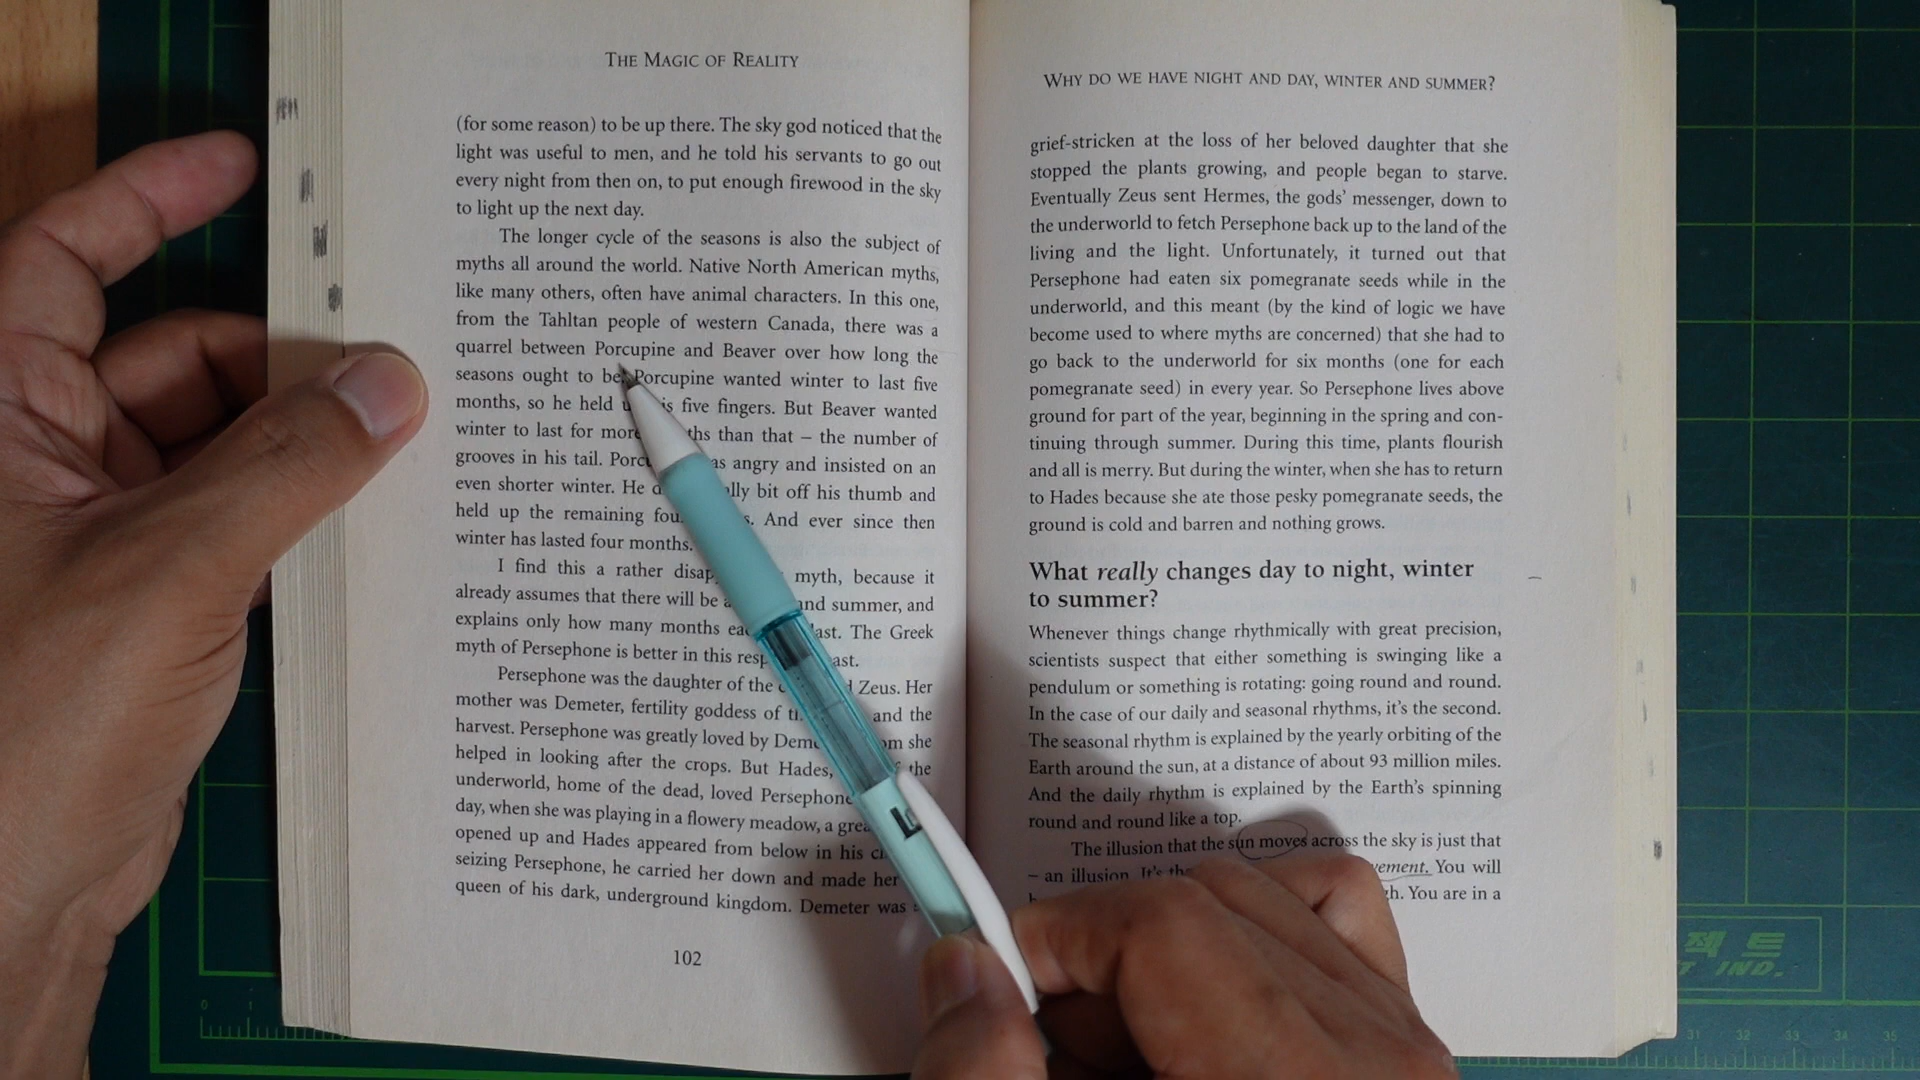 THE MAGIC OF REALITY
(for some reason) to be up there. The sky god noticed that the
light was useful to men, and he told his servants to go out
every night from then on, to put enough firewood in the sky
to light up the next day.
The longer cycle of the seasons is also the subject of
myths all around the world. Native North American myths,
like many others, often have animal characters. In this one,
from the Tahltan people of western Canada, there was a
quarrel between Porcupine and Beaver over how long the
seasons ought to be. Porcupine wanted winter to last five
months, so he held five fingers. But Beaver wanted
winter to last for more than that – the number of
grooves in his tail. angry and insisted on an
even shorter winter. He bit off his thumb and
held up the remaining And ever since then
winter has lasted four months.
I find this a rather myth, because it
already assumes that there will be and summer, and
explains only how many months last. The Greek
myth of Persephone is better in this
Persephone was the daughter of the Zeus. Her
mother was Demeter, fertility goddess of and the
harvest. Persephone was greatly loved by she
helped in looking after the crops. But Hades, the
underworld, home of the dead, loved Persephone
day, when she was playing in a flowery meadow, a
opened up and Hades appeared from below in his
seizing Persephone, he carried her down and made her
queen of his dark, underground kingdom. Demeter was
102
WHY DO WE HAVE NIGHT AND DAY, WINTER AND SUMMER?
grief-stricken at the loss of her beloved daughter that she
stopped the plants growing, and people began to starve.
Eventually Zeus sent Hermes, the gods' messenger, down to
the underworld to fetch Persephone back up to the land of the
living and the light. Unfortunately, it turned out that
Persephone had eaten six pomegranate seeds while in the
underworld, and this meant (by the kind of logic we have
become used to where myths are concerned) that she had to
go back to the underworld for six months (one for each
pomegranate seed) in every year. So Persephone lives above
ground for part of the year, beginning in the spring and con-
tinuing through summer. During this time, plants flourish
and all is merry. But during the winter, when she has to return
to Hades because she ate those pesky pomegranate seeds, the
ground is cold and barren and nothing grows.
What really changes day to night, winter
to summer?
Whenever things change rhythmically with great precision,
scientists suspect that either something is swinging like a
pendulum or something is rotating: going round and round.
In the case of our daily and seasonal rhythms, it's the second.
The seasonal rhythm is explained by the yearly orbiting of the
Earth around the sun, at a distance of about 93 million miles.
And the daily rhythm is explained by the Earth's spinning
round and round like a top.
The illusion that the sun moves across the sky is just that
– an illusion. It's You will
You are in a
젝트
IND.
0 1
31 32 33 34 35